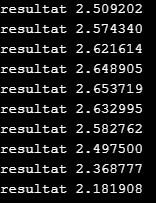 resultat 2.509202
resultat 2.574340
resultat 2.621614
resultat 2.648905
resultat 2.653719
resultat 2.632995
resultat 2.582762
resultat 2.497500
resultat 2.368777
resultat 2.181908